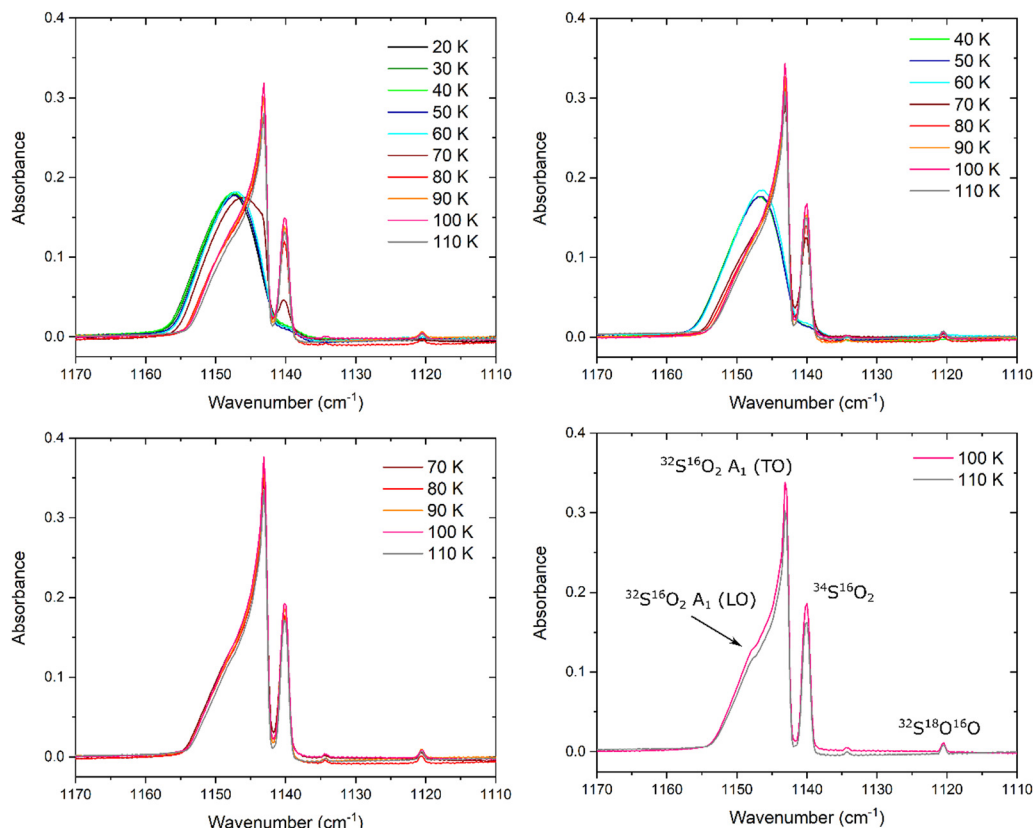 0.4
0.3
0.2
0.1
0.0
Absorbance
20 K
30 K
40 K
50 K
60 K
70 K
80 K
90 K
100 K
110 K
1170 1160 1150 1140 1130 1120 1110
Wavenumber (cm⁻¹)
0.4
0.3
0.2
0.1
0.0
Absorbance
40 K
50 K
60 K
70 K
80 K
90 K
100 K
110 K
1170 1160 1150 1140 1130 1120 1110
Wavenumber (cm⁻¹)
0.4
0.3
0.2
0.1
0.0
Absorbance
70 K
80 K
90 K
100 K
110 K
1170 1160 1150 1140 1130 1120 1110
Wavenumber (cm⁻¹)
0.4
0.3
0.2
0.1
0.0
Absorbance
100 K
110 K
³²S¹⁶O₂ A₁ (TO)
³²S¹⁶O₂ A₁ (LO)
³⁴S¹⁶O₂
³²S¹⁸O¹⁶O
1170 1160 1150 1140 1130 1120 1110
Wavenumber (cm⁻¹)